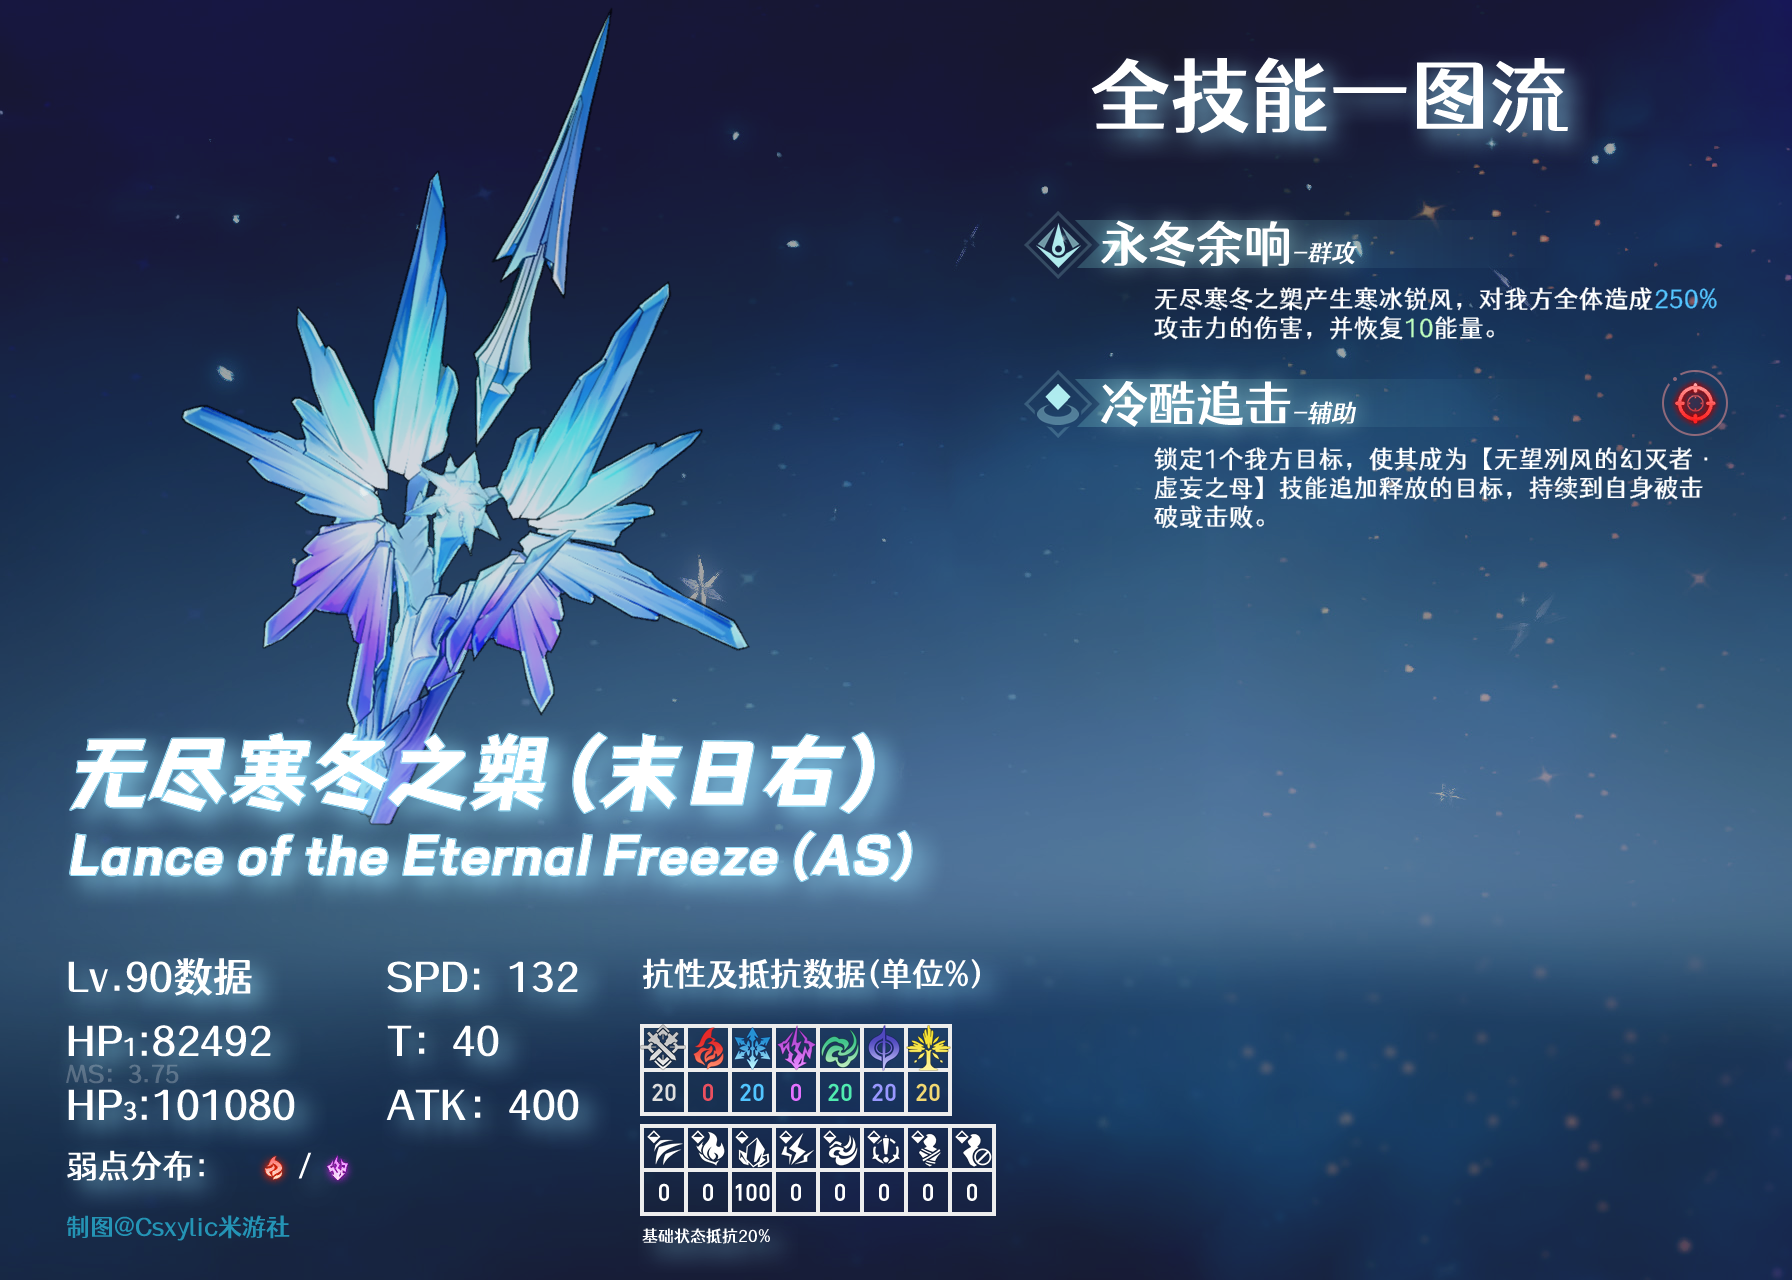 全技能一图流
永冬余响-群攻
无尽寒冬之槊产生寒冰锐风，对我方全体造成250%
攻击力的伤害，并恢复10能量。
冷酷追击-辅助
锁定1个我方目标，使其成为【无望冽风的幻灭者·
虚妄之母】技能追加释放的目标，持续到自身被击
破或击败。
无尽寒冬之槊（末日右）
Lance of the Eternal Freeze (AS)
Lv.90数据
SPD：132
HP1:82492
T：40
MS：3.75
HP3:101080
ATK：400
弱点分布：
/
制图@Csxylic米游社
抗性及抵抗数据(单位%)
20 0 20 0 20 20 20
0 0 100 0 0 0 0 0
基础状态抵抗20%